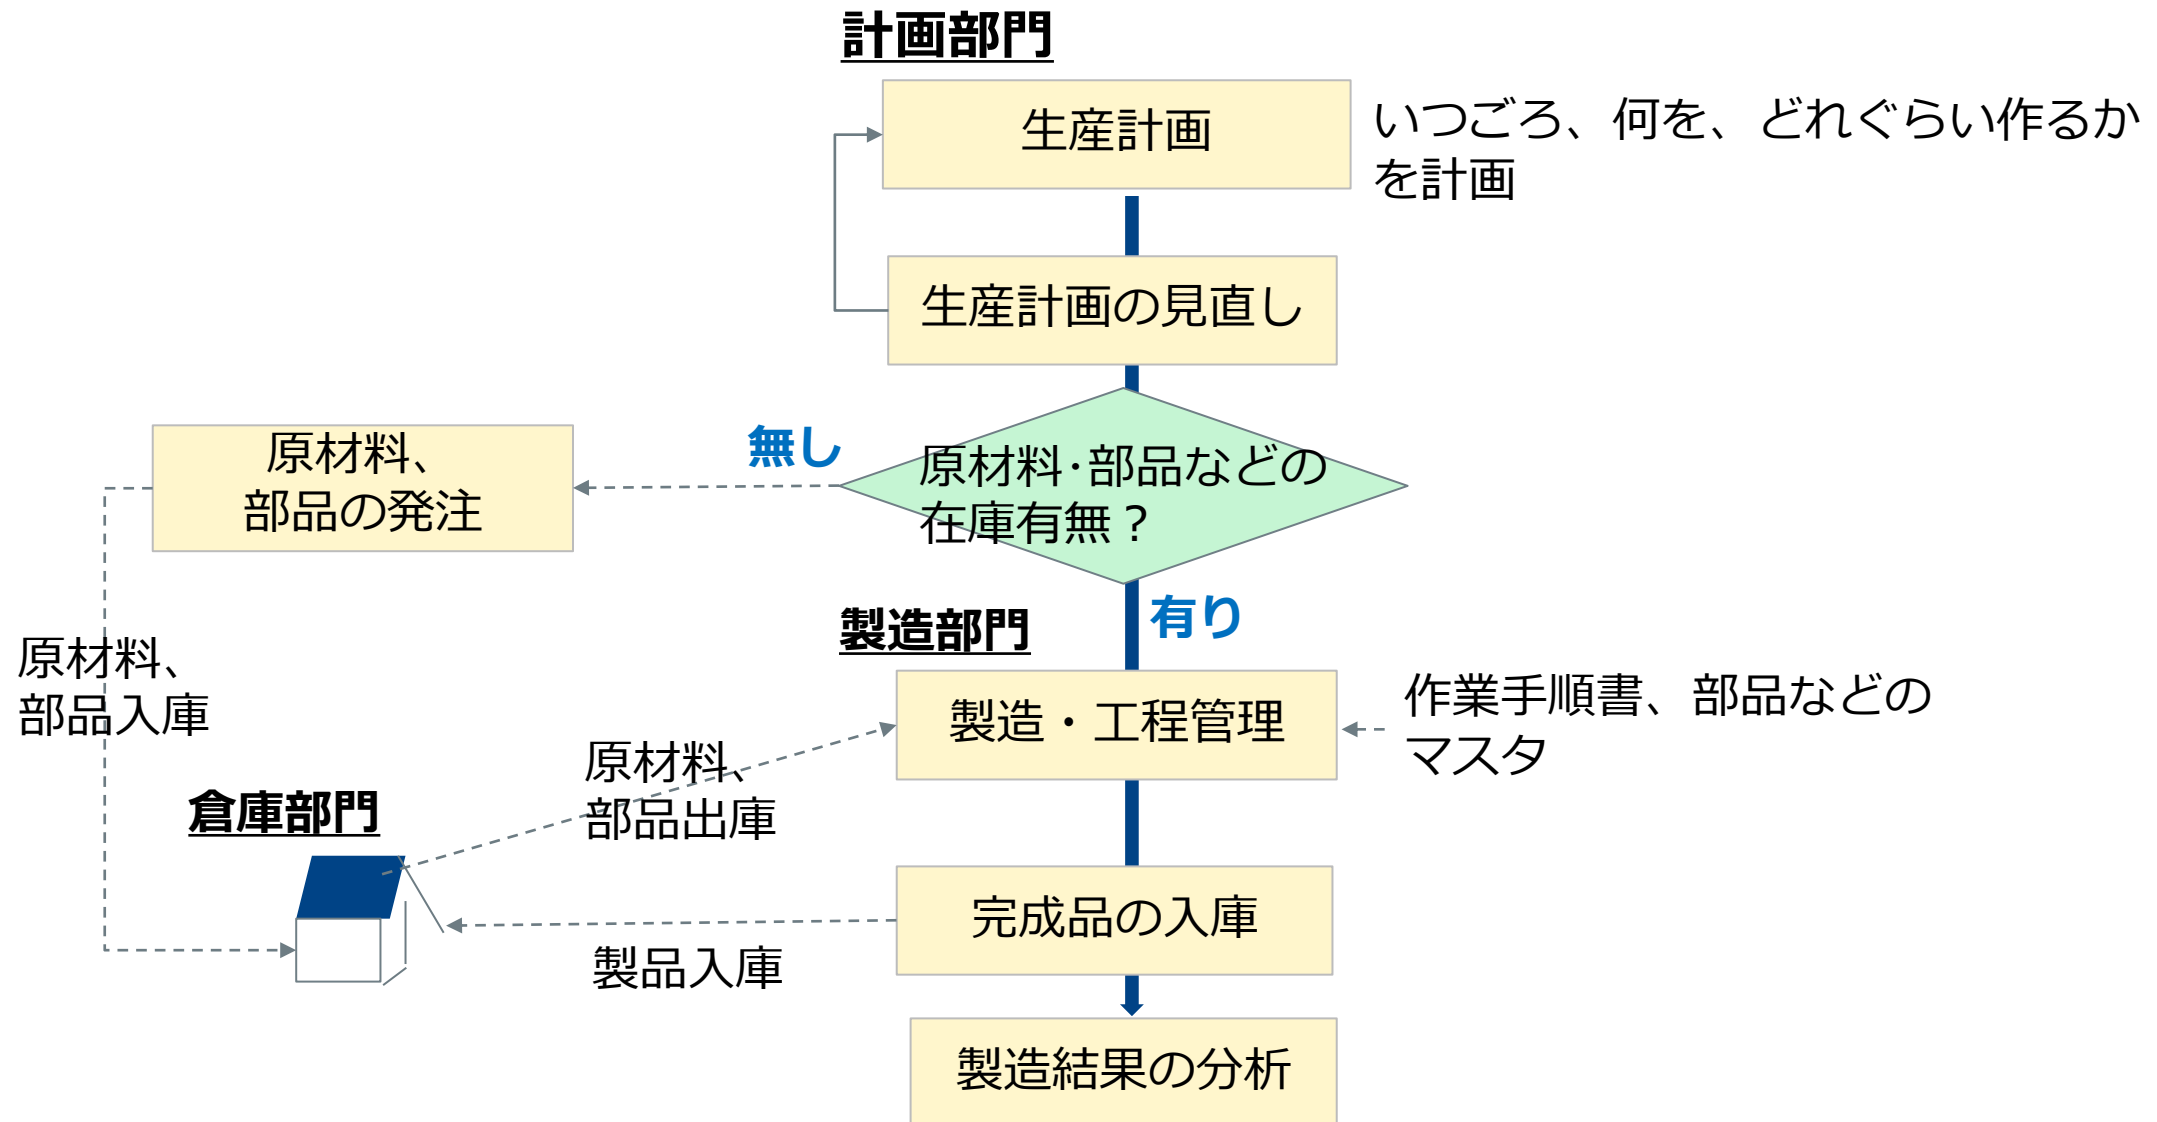 計画部門
生産計画
いつごろ、何を、どれぐらい作るか
を計画
生産計画の見直し
無し
原材料、
部品の発注
原材料･部品などの
在庫有無？
有り
製造部門
原材料、
部品入庫
製造・工程管理
作業手順書、部品などの
マスタ
原材料、
部品出庫
倉庫部門
完成品の入庫
製品入庫
製造結果の分析